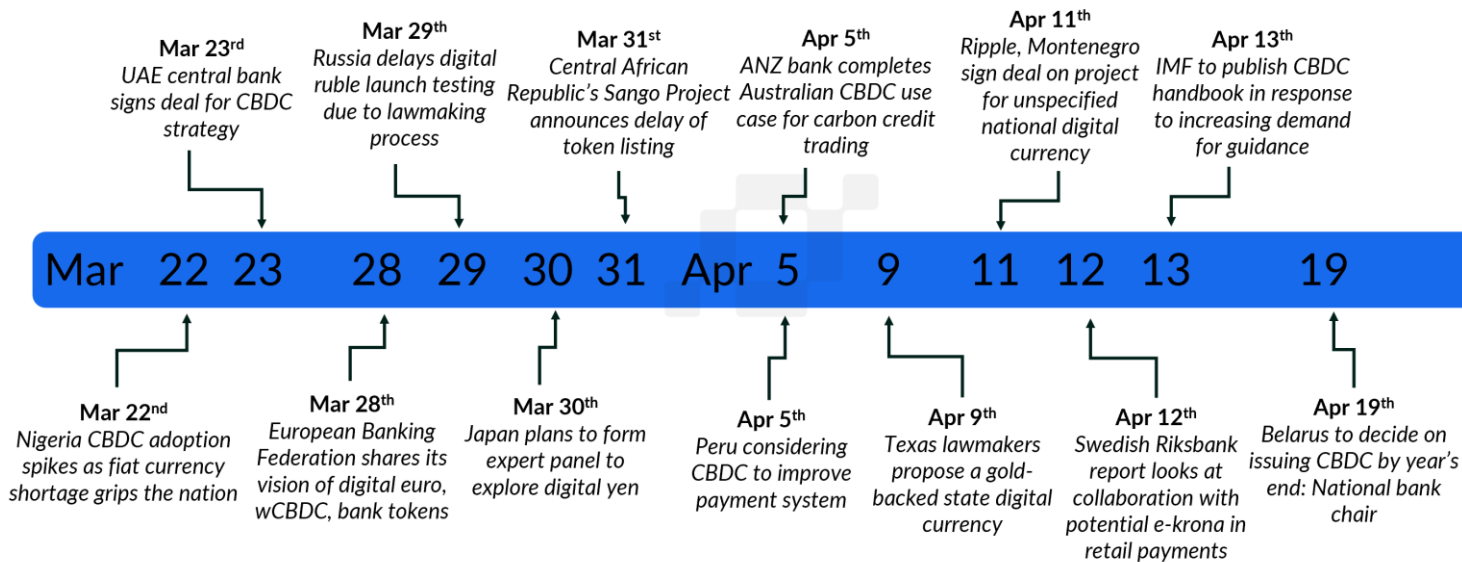 Mar 23rd
UAE central bank
signs deal for CBDC
strategy
Mar 29th
Russia delays digital
ruble launch testing
due to lawmaking
process
Mar 31st
Central African
Republic's Sango Project
announces delay of
token listing
Apr 5th
ANZ bank completes
Australian CBDC use
case for carbon credit
trading
Apr 11th
Ripple, Montenegro
sign deal on project
for unspecified
national digital
currency
Apr 13th
IMF to publish CBDC
handbook in response
to increasing demand
for guidance
Mar 22 23 28 29 30 31 Apr 5 9 11 12 13 19
Mar 22nd
Nigeria CBDC adoption
spikes as fiat currency
shortage grips the nation
Mar 28th
European Banking
Federation shares its
vision of digital euro,
wCBDC, bank tokens
Mar 30th
Japan plans to form
expert panel to
explore digital yen
Apr 5th
Peru considering
CBDC to improve
payment system
Apr 9th
Texas lawmakers
propose a gold-
backed state digital
currency
Apr 12th
Swedish Riksbank
report looks at
collaboration with
potential e-krona in
retail payments
Apr 19th
Belarus to decide on
issuing CBDC by year's
end: National bank
chair